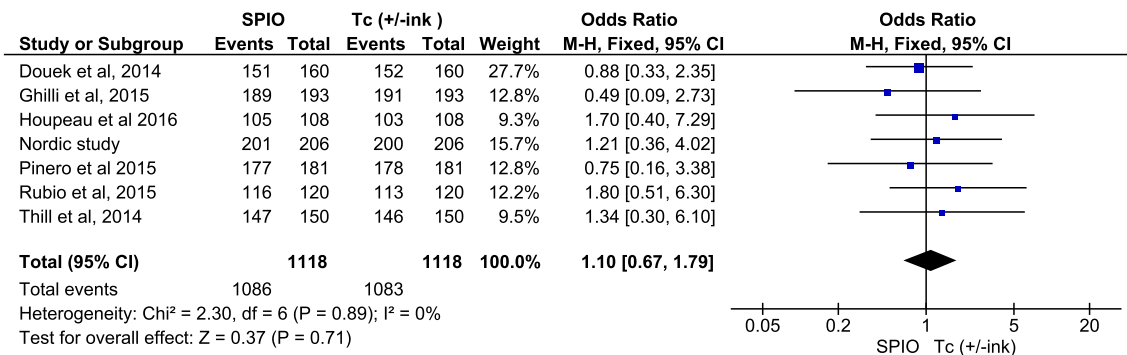 SPIO Tc (+/-ink ) Odds Ratio Odds Ratio
Study or Subgroup Events Total Events Total Weight M-H, Fixed, 95% CI M-H, Fixed, 95% CI
Douek et al, 2014 151 160 152 160 27.7% 0.88 [0.33, 2.35]
Ghilli et al, 2015 189 193 191 193 12.8% 0.49 [0.09, 2.73]
Houpeau et al 2016 105 108 103 108 9.3% 1.70 [0.40, 7.29]
Nordic study 201 206 200 206 15.7% 1.21 [0.36, 4.02]
Pinero et al 2015 177 181 178 181 12.8% 0.75 [0.16, 3.38]
Rubio et al, 2015 116 120 113 120 12.2% 1.80 [0.51, 6.30]
Thill et al, 2014 147 150 146 150 9.5% 1.34 [0.30, 6.10]
Total (95% CI) 1118 1118 100.0% 1.10 [0.67, 1.79]
Total events 1086 1083
Heterogeneity: Chi² = 2.30, df = 6 (P = 0.89); I² = 0%
Test for overall effect: Z = 0.37 (P = 0.71)
0.05 0.2 1 5 20
SPIO Tc (+/-ink)